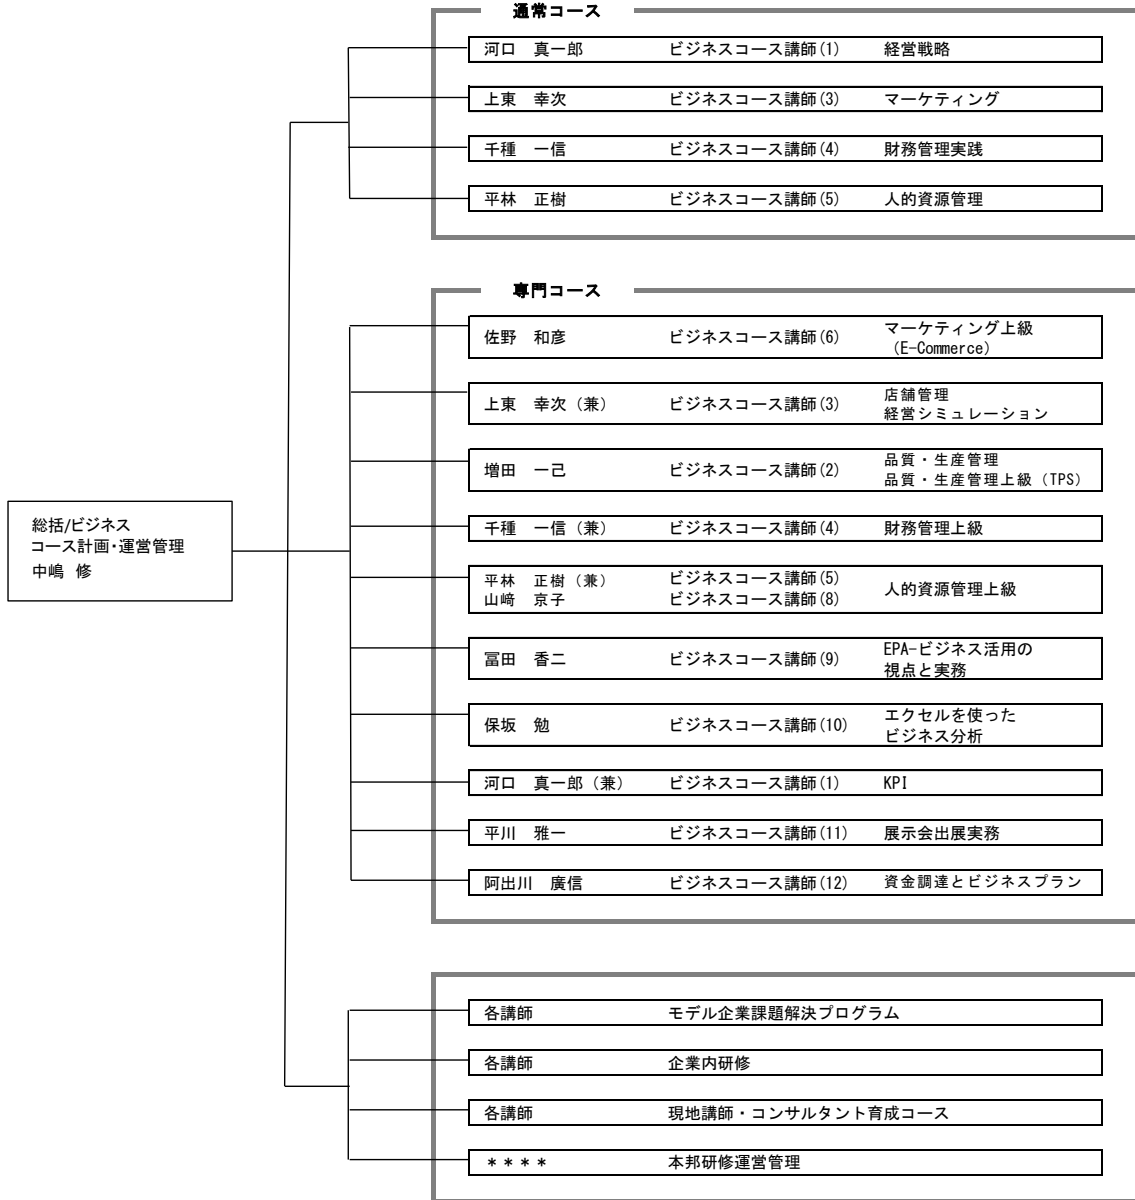 通常コース
河口　真一郎　ビジネスコース講師(1)　経営戦略
上東　幸次　ビジネスコース講師(3)　マーケティング
千種　一信　ビジネスコース講師(4)　財務管理実践
平林　正樹　ビジネスコース講師(5)　人的資源管理
専門コース
佐野　和彦　ビジネスコース講師(6)　マーケティング上級
（E-Commerce）
上東　幸次（兼）　ビジネスコース講師(3)　店舗管理
経営シミュレーション
増田　一己　ビジネスコース講師(2)　品質・生産管理
品質・生産管理上級（TPS）
総括/ビジネス
コース計画・運営管理
中嶋　修
千種　一信（兼）　ビジネスコース講師(4)　財務管理上級
平林　正樹（兼）　ビジネスコース講師(5)
山﨑　京子　ビジネスコース講師(8)　人的資源管理上級
冨田　香二　ビジネスコース講師(9)　EPA-ビジネス活用の
視点と実務
保坂　勉　ビジネスコース講師(10)　エクセルを使った
ビジネス分析
河口　真一郎（兼）　ビジネスコース講師(1)　KPI
平川　雅一　ビジネスコース講師(11)　展示会出展実務
阿出川　廣信　ビジネスコース講師(12)　資金調達とビジネスプラン
各講師　モデル企業課題解決プログラム
各講師　企業内研修
各講師　現地講師・コンサルタント育成コース
＊＊＊＊　本邦研修運営管理